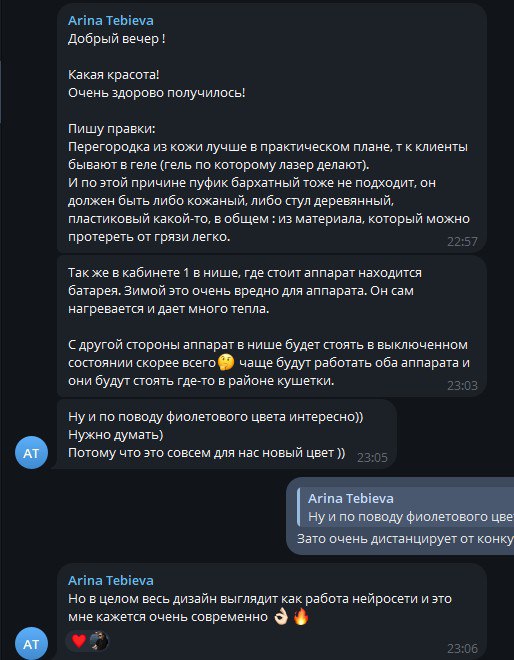 Arina Tebieva
Добрый вечер !
Какая красота!
Очень здорово получилось!
Пишу правки:
Перегородка из кожи лучше в практическом плане, т к клиенты
бывают в геле (гель по которому лазер делают).
И по этой причине пуфик бархатный тоже не подходит, он
должен быть либо кожаный, либо стул деревянный,
пластиковый какой-то, в общем : из материала, который можно
протереть от грязи легко.
22:57
Так же в кабинете 1 в нише, где стоит аппарат находится
батарея. Зимой это очень вредно для аппарата. Он сам
нагревается и дает много тепла.
С другой стороны аппарат в нише будет стоять в выключенном
состоянии скорее всего🤔 чаще будут работать оба аппарата и
они будут стоять где-то в районе кушетки.
23:03
Ну и по поводу фиолетового цвета интересно))
Нужно думать)
Потому что это совсем для нас новый цвет ))
23:05
AT
Arina Tebieva
Ну и по поводу фиолетового цве
Зато очень дистанцирует от конку
Arina Tebieva
Но в целом весь дизайн выглядит как работа нейросети и это
мне кажется очень современно 👌🏻🔥
23:06
AT